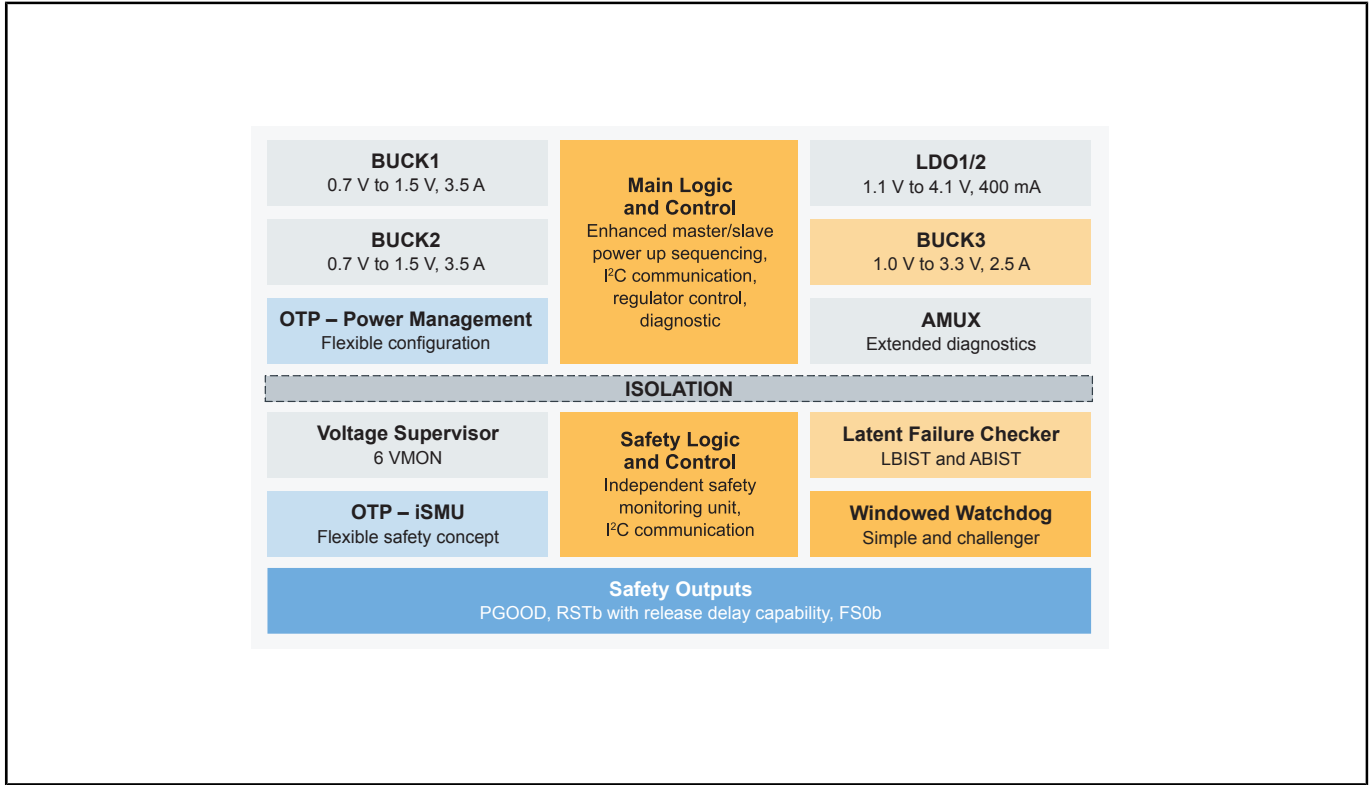 BUCK1
0.7 V to 1.5 V, 3.5 A
BUCK2
0.7 V to 1.5 V, 3.5 A
OTP – Power Management
Flexible configuration
Main Logic
and Control
Enhanced master/slave
power up sequencing,
I²C communication,
regulator control,
diagnostic
LDO1/2
1.1 V to 4.1 V, 400 mA
BUCK3
1.0 V to 3.3 V, 2.5 A
AMUX
Extended diagnostics
ISOLATION
Voltage Supervisor
6 VMON
OTP – iSMU
Flexible safety concept
Safety Logic
and Control
Independent safety
monitoring unit,
I²C communication
Latent Failure Checker
LBIST and ABIST
Windowed Watchdog
Simple and challenger
Safety Outputs
PGOOD, RSTb with release delay capability, FS0b